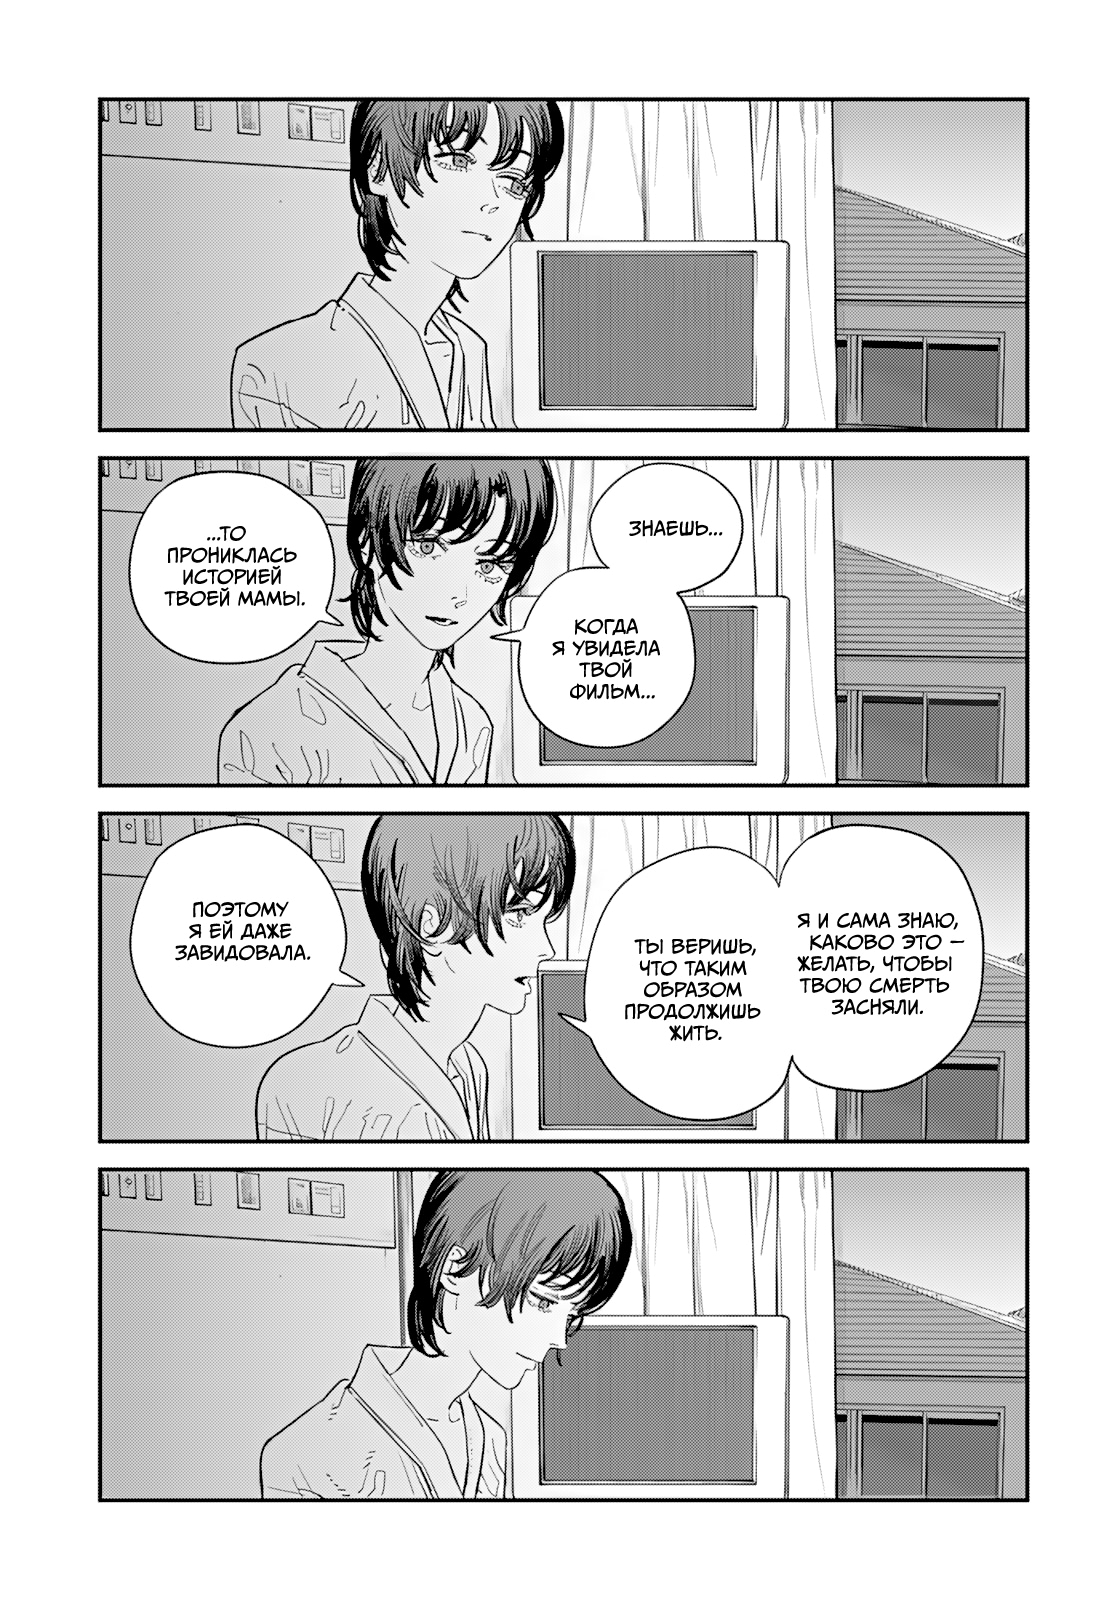 ЗНАЕШЬ...
КОГДА
Я УВИДЕЛА
ТВОЙ
ФИЛЬМ...
...ТО
ПРОНИКЛАСЬ
ИСТОРИЕЙ
ТВОЕЙ МАМЫ.
Я И САМА ЗНАЮ,
КАКОВО ЭТО –
ЖЕЛАТЬ, ЧТОБЫ
ТВОЮ СМЕРТЬ
ЗАСНЯЛИ.
ТЫ ВЕРИШЬ,
ЧТО ТАКИМ
ОБРАЗОМ
ПРОДОЛЖИШЬ
ЖИТЬ.
ПОЭТОМУ
Я ЕЙ ДАЖЕ
ЗАВИДОВАЛА.